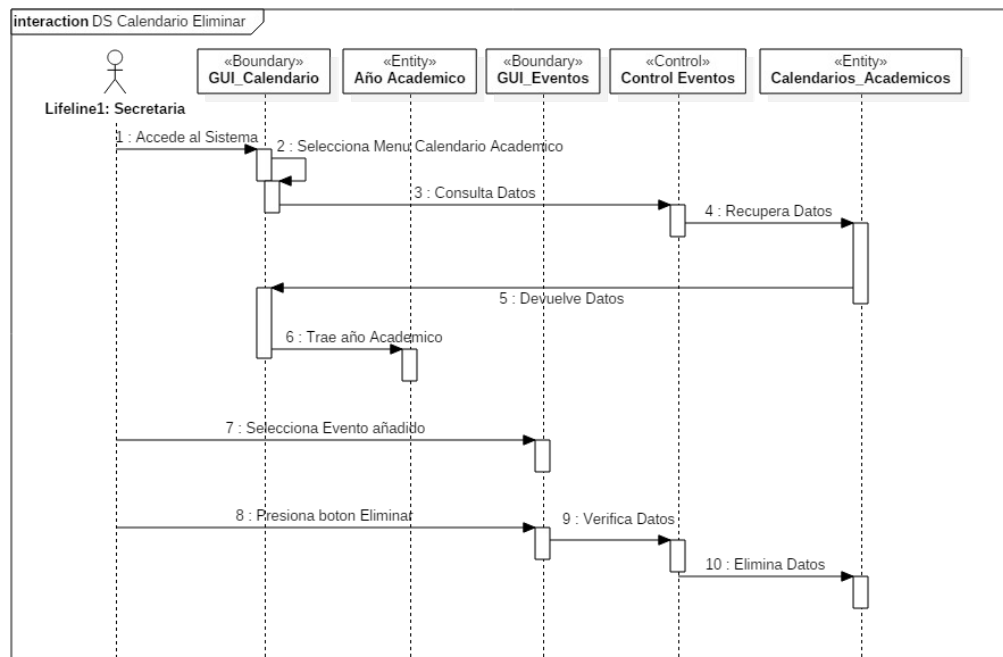 interaction DS Calendario Eliminar
«Boundary»
GUI_Calendario
«Entity»
Año Academico
«Boundary»
GUI_Eventos
«Control»
Control Eventos
«Entity»
Calendarios_Academicos
Lifeline1: Secretaria
1 : Accede al Sistema
2 : Selecciona Menu Calendario Academico
3 : Consulta Datos
4 : Recupera Datos
5 : Devuelve Datos
6 : Trae año Academico
7 : Selecciona Evento añadido
8 : Presiona boton Eliminar
9 : Verifica Datos
10 : Elimina Datos